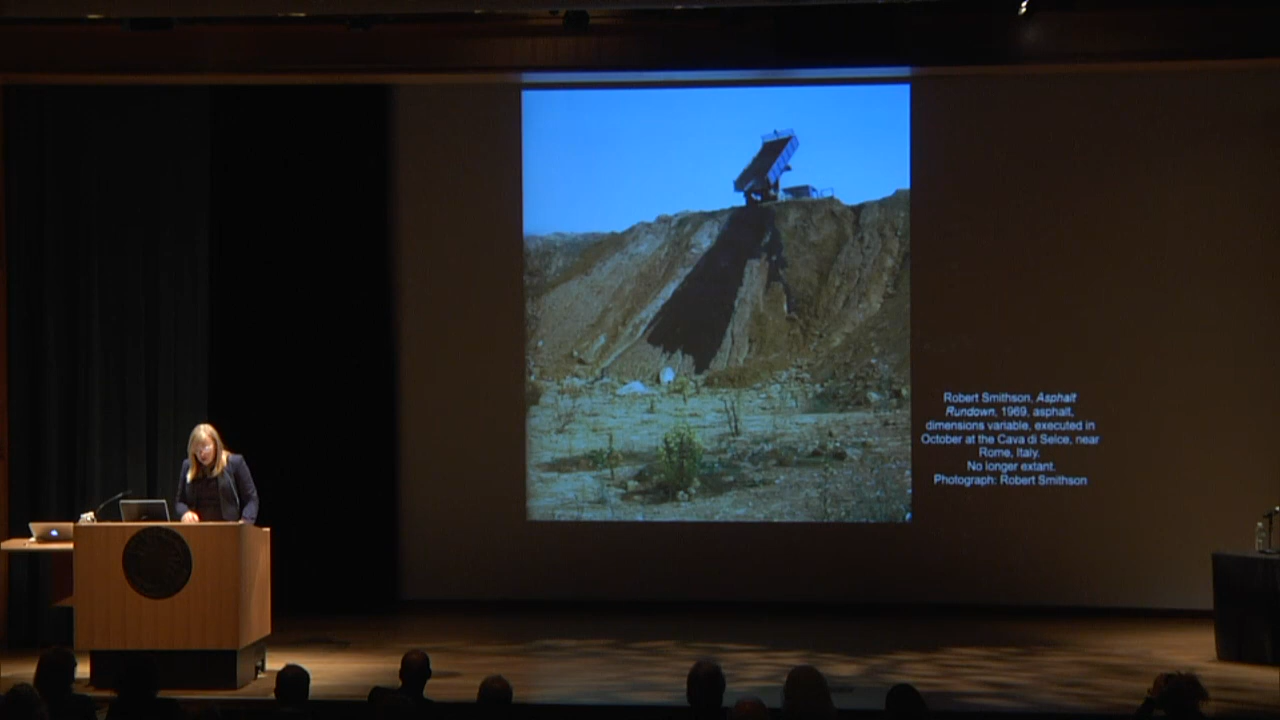 Robert Smithson, Asphalt
Rundown, 1969, asphalt,
dimensions variable, executed in
October at the Cava di Selce, near
Rome, Italy.
No longer extant.
Photograph: Robert Smithson